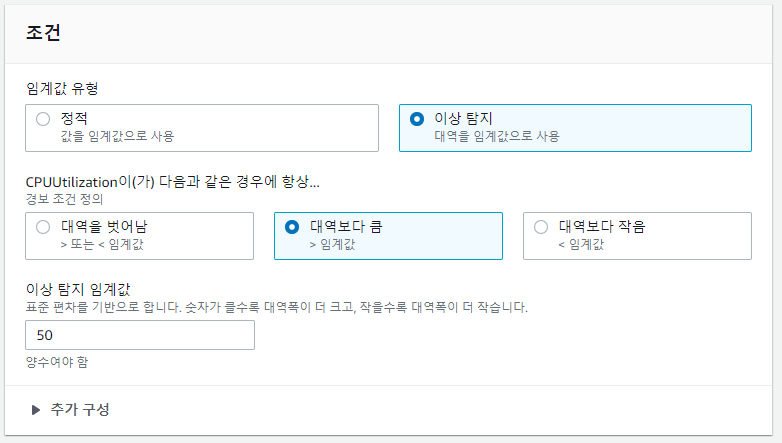 조건
임계값 유형
정적
값을 임계값으로 사용
이상 탐지
대역을 임계값으로 사용
CPUUtilization이(가) 다음과 같은 경우에 항상...
경보 조건 정의
대역을 벗어남
> 또는 < 임계값
대역보다 큼
> 임계값
대역보다 작음
< 임계값
이상 탐지 임계값
표준 편차를 기반으로 합니다. 숫자가 클수록 대역폭이 더 크고, 작을수록 대역폭이 더 작습니다.
50
양수여야 함
추가 구성